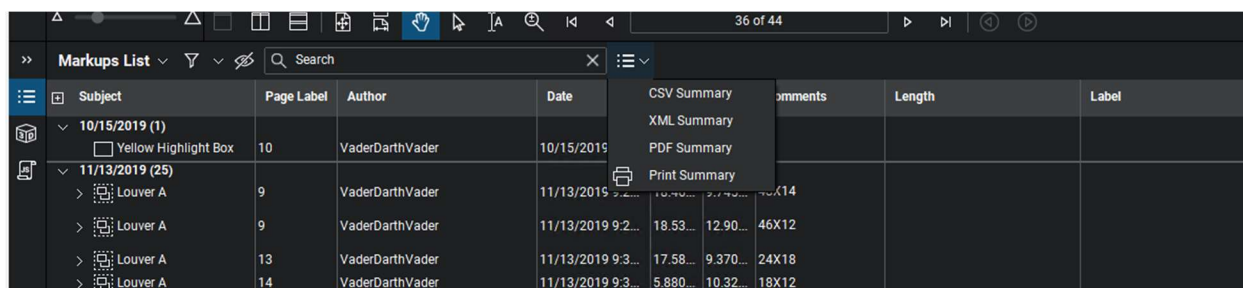 36 of 44
Markups List
Search
Subject Page Label Author Date Comments Length Label
CSV Summary
XML Summary
PDF Summary
Print Summary
10/15/2019 (1)
Yellow Highlight Box 10 VaderDarthVader 10/15/2019
11/13/2019 (25)
Louver A 9 VaderDarthVader 11/13/2019
Louver A 9 VaderDarthVader 11/13/2019 9:2... 18.53... 12.90... 46X12
Louver A 13 VaderDarthVader 11/13/2019 9:3... 17.58... 9.370... 24X18
Louver A 14 VaderDarthVader 11/13/2019 9:3... 5.880... 10.32... 18X12